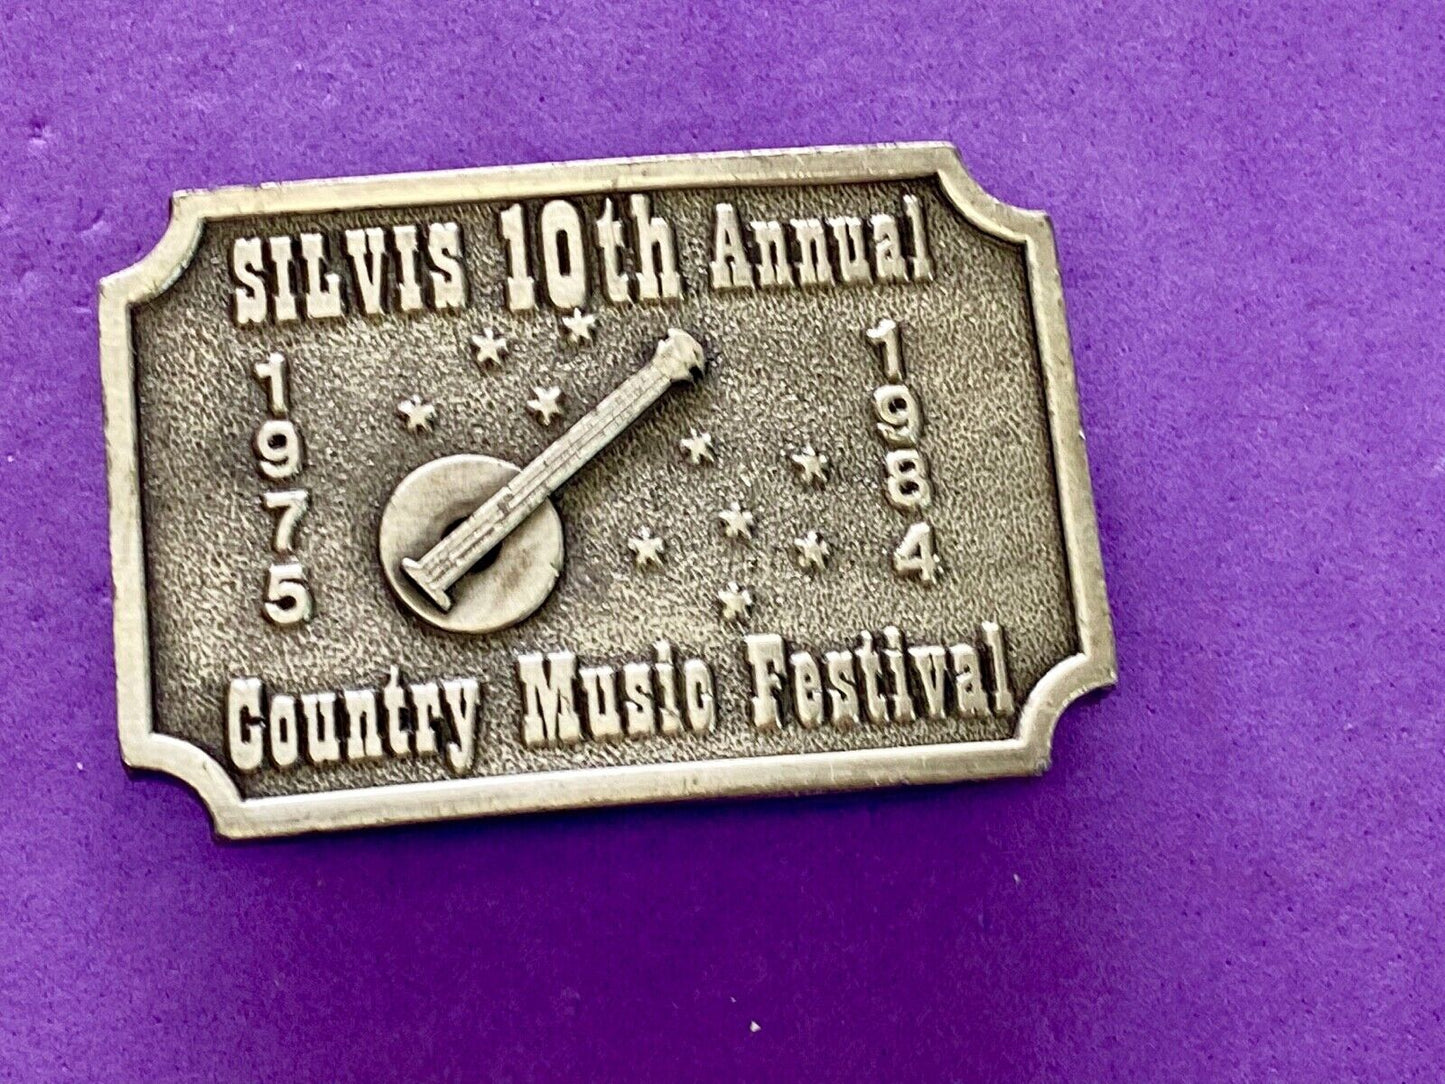 SILVIS 10th Annual
1975
1984
Country Music Festival